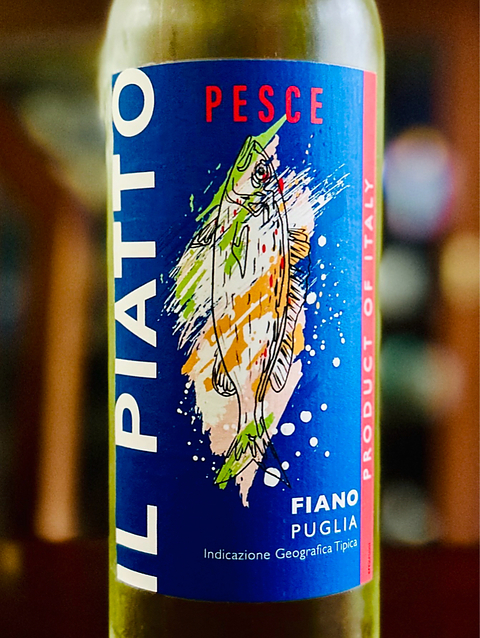 IL PIATTO
PESCE
FIANO
PUGLIA
Indicazione Geografica Tipica
PRODUCT OF ITALY